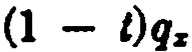 (1 − t)qₓ